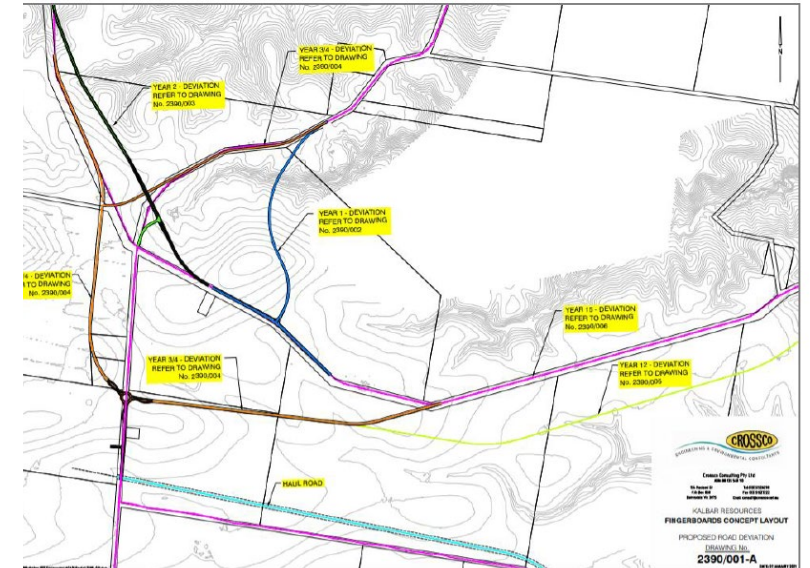 YEAR 3/4 - DEVIATION
REFER TO DRAWING
No. 2390/004
YEAR 2 - DEVIATION
REFER TO DRAWING
No. 2390/003
YEAR 1 - DEVIATION
REFER TO DRAWING
No. 2390/002
- DEVIATION
TO DRAWING
No. 2390/004
YEAR 15 - DEVIATION
REFER TO DRAWING
No. 2390/006
YEAR 3/4 - DEVIATION
REFER TO DRAWING
No. 2390/004
YEAR 12 - DEVIATION
REFER TO DRAWING
No. 2390/005
HAUL ROAD
CROSSCO
ENGINEERING & ENVIRONMENTAL CONSULTANTS
Crossco Consulting Pty Ltd
KALBAR RESOURCES
FINGERBOARDS CONCEPT LAYOUT
PROPOSED ROAD DEVIATION
DRAWING No.
2390/001-A